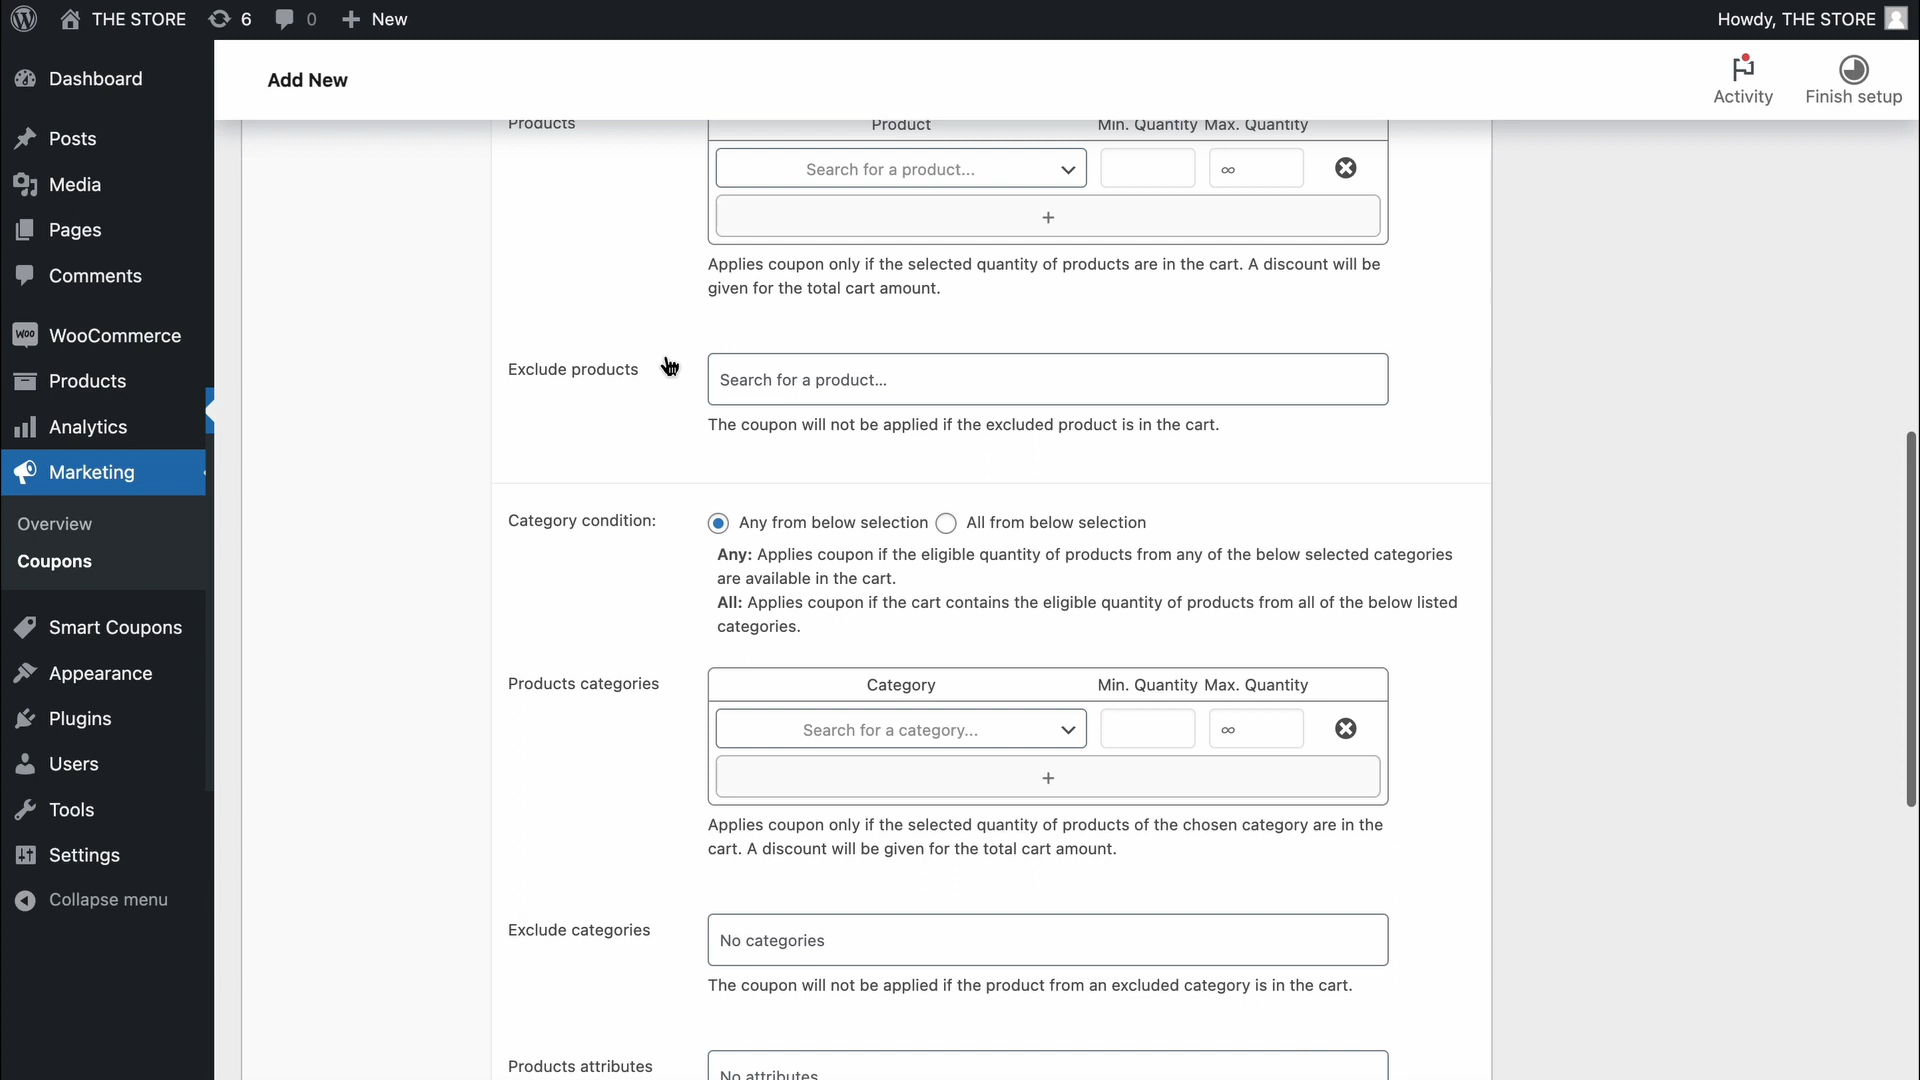 THE STORE 6 0 + New Howdy, THE STORE
Add New
Activity
Finish setup
Dashboard
Posts
Media
Pages
Comments
WOO WooCommerce
Products
Analytics
Marketing
Overview
Coupons
Smart Coupons
Appearance
Plugins
Users
Tools
Settings
Collapse menu
Products
Product Min. Quantity Max. Quantity
Search for a product... ∞
+
Applies coupon only if the selected quantity of products are in the cart. A discount will be
given for the total cart amount.
Exclude products
Search for a product...
The coupon will not be applied if the excluded product is in the cart.
Category condition:
Any from below selection All from below selection
Any: Applies coupon if the eligible quantity of products from any of the below selected categories
are available in the cart.
All: Applies coupon if the cart contains the eligible quantity of products from all of the below listed
categories.
Products categories
Category Min. Quantity Max. Quantity
Search for a category... ∞
+
Applies coupon only if the selected quantity of products of the chosen category are in the
cart. A discount will be given for the total cart amount.
Exclude categories
No categories
The coupon will not be applied if the product from an excluded category is in the cart.
Products attributes
No attributes